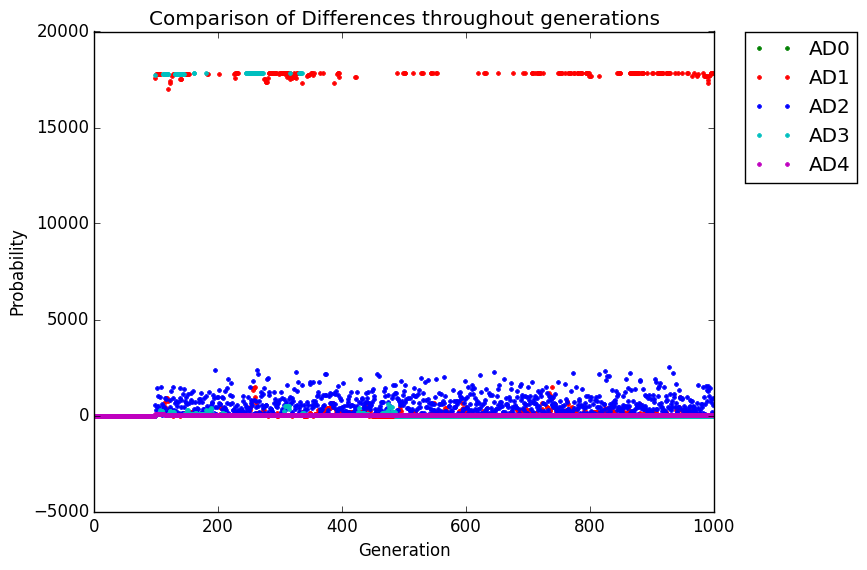 Comparison of Differences throughout generations
20000
15000
10000
5000
0
−5000
Probability
0 200 400 600 800 1000
Generation
AD0
AD1
AD2
AD3
AD4